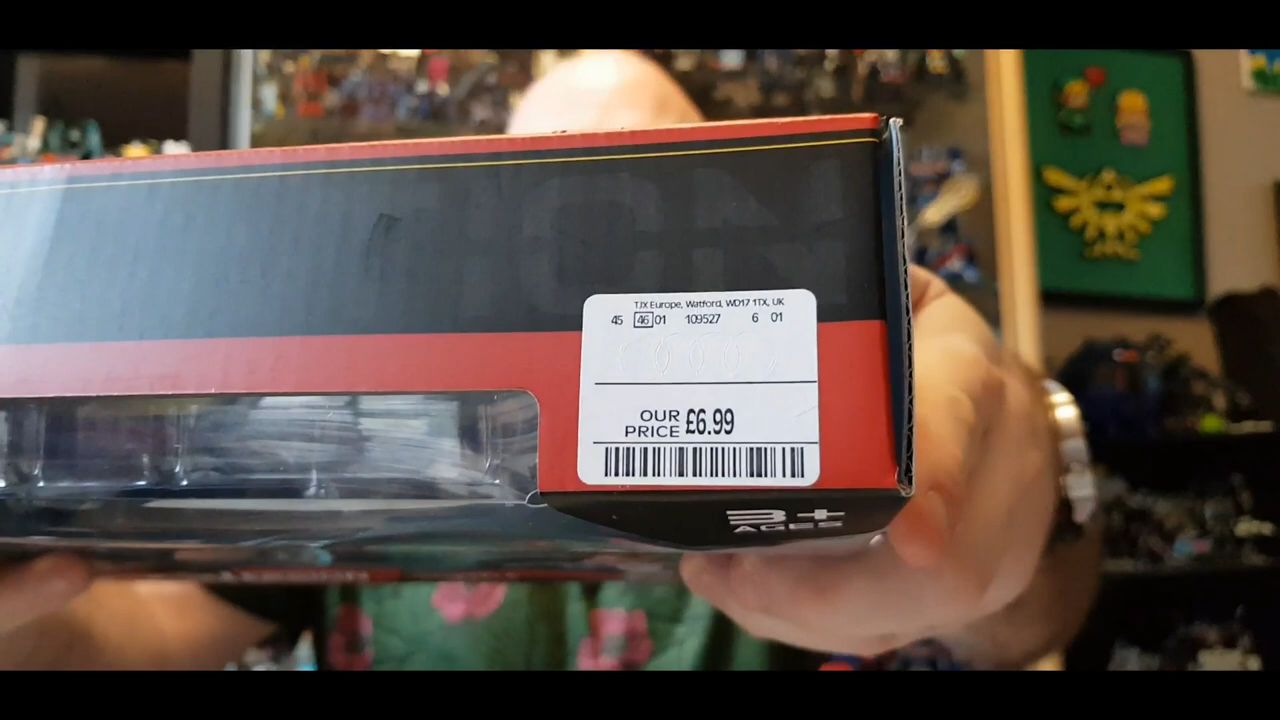 TJX Europe, Watford, WD17 1TX, UK
45 46 01 109527 6 01
OUR
PRICE £6.99
3+
AGES